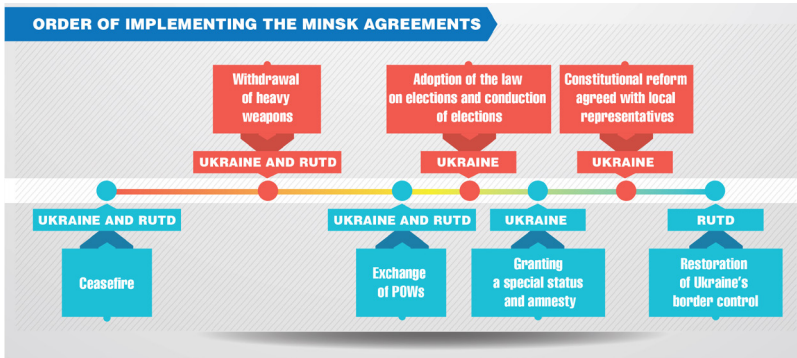 ORDER OF IMPLEMENTING THE MINSK AGREEMENTS
Withdrawal
of heavy
weapons
UKRAINE AND RUTD
Adoption of the law
on elections and conduction
of elections
UKRAINE
Constitutional reform
agreed with local
representatives
UKRAINE
UKRAINE AND RUTD
Ceasefire
UKRAINE AND RUTD
Exchange
of POWs
UKRAINE
Granting
a special status
and amnesty
RUTD
Restoration
of Ukraine's
border control